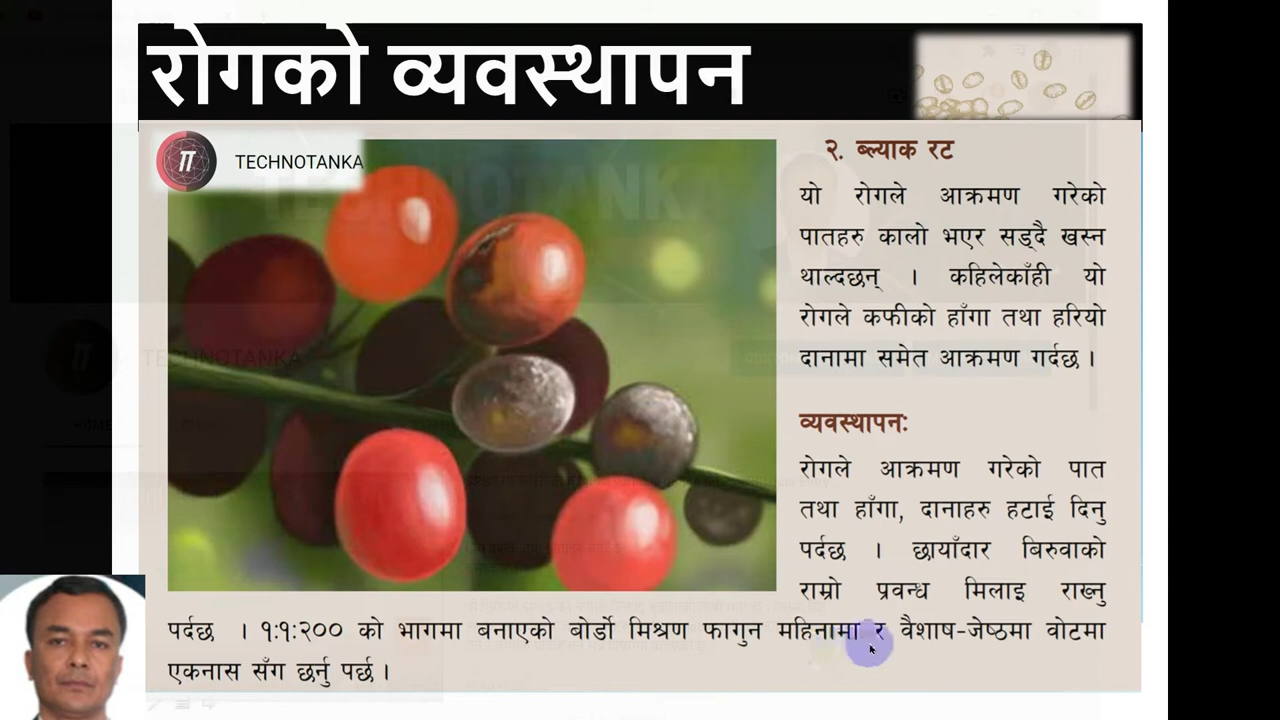 रोगको व्यवस्थापन
TECHNOTANKA
२. ब्ल्याक रट
यो रोगले आक्रमण गरेको
पातहरु कालो भएर सड्दै खस्न
थाल्दछन् । कहिलेकाँही यो
रोगले कफीको हाँगा तथा हरियो
दानामा समेत आक्रमण गर्दछ ।
व्यवस्थापनः
रोगले आक्रमण गरेको पात
तथा हाँगा, दानाहरु हटाई दिनु
पर्दछ । छायाँदार बिरुवाको
राम्रो प्रवन्ध मिलाइ राख्नु
पर्दछ । १:१:२०० को भागमा बनाएको बोर्डो मिश्रण फागुन महिनामा र वैशाष-जेष्ठमा वोटमा
एकनास सँग छर्नु पर्छ ।
TECHNOTANKA
TECHNOTANKA